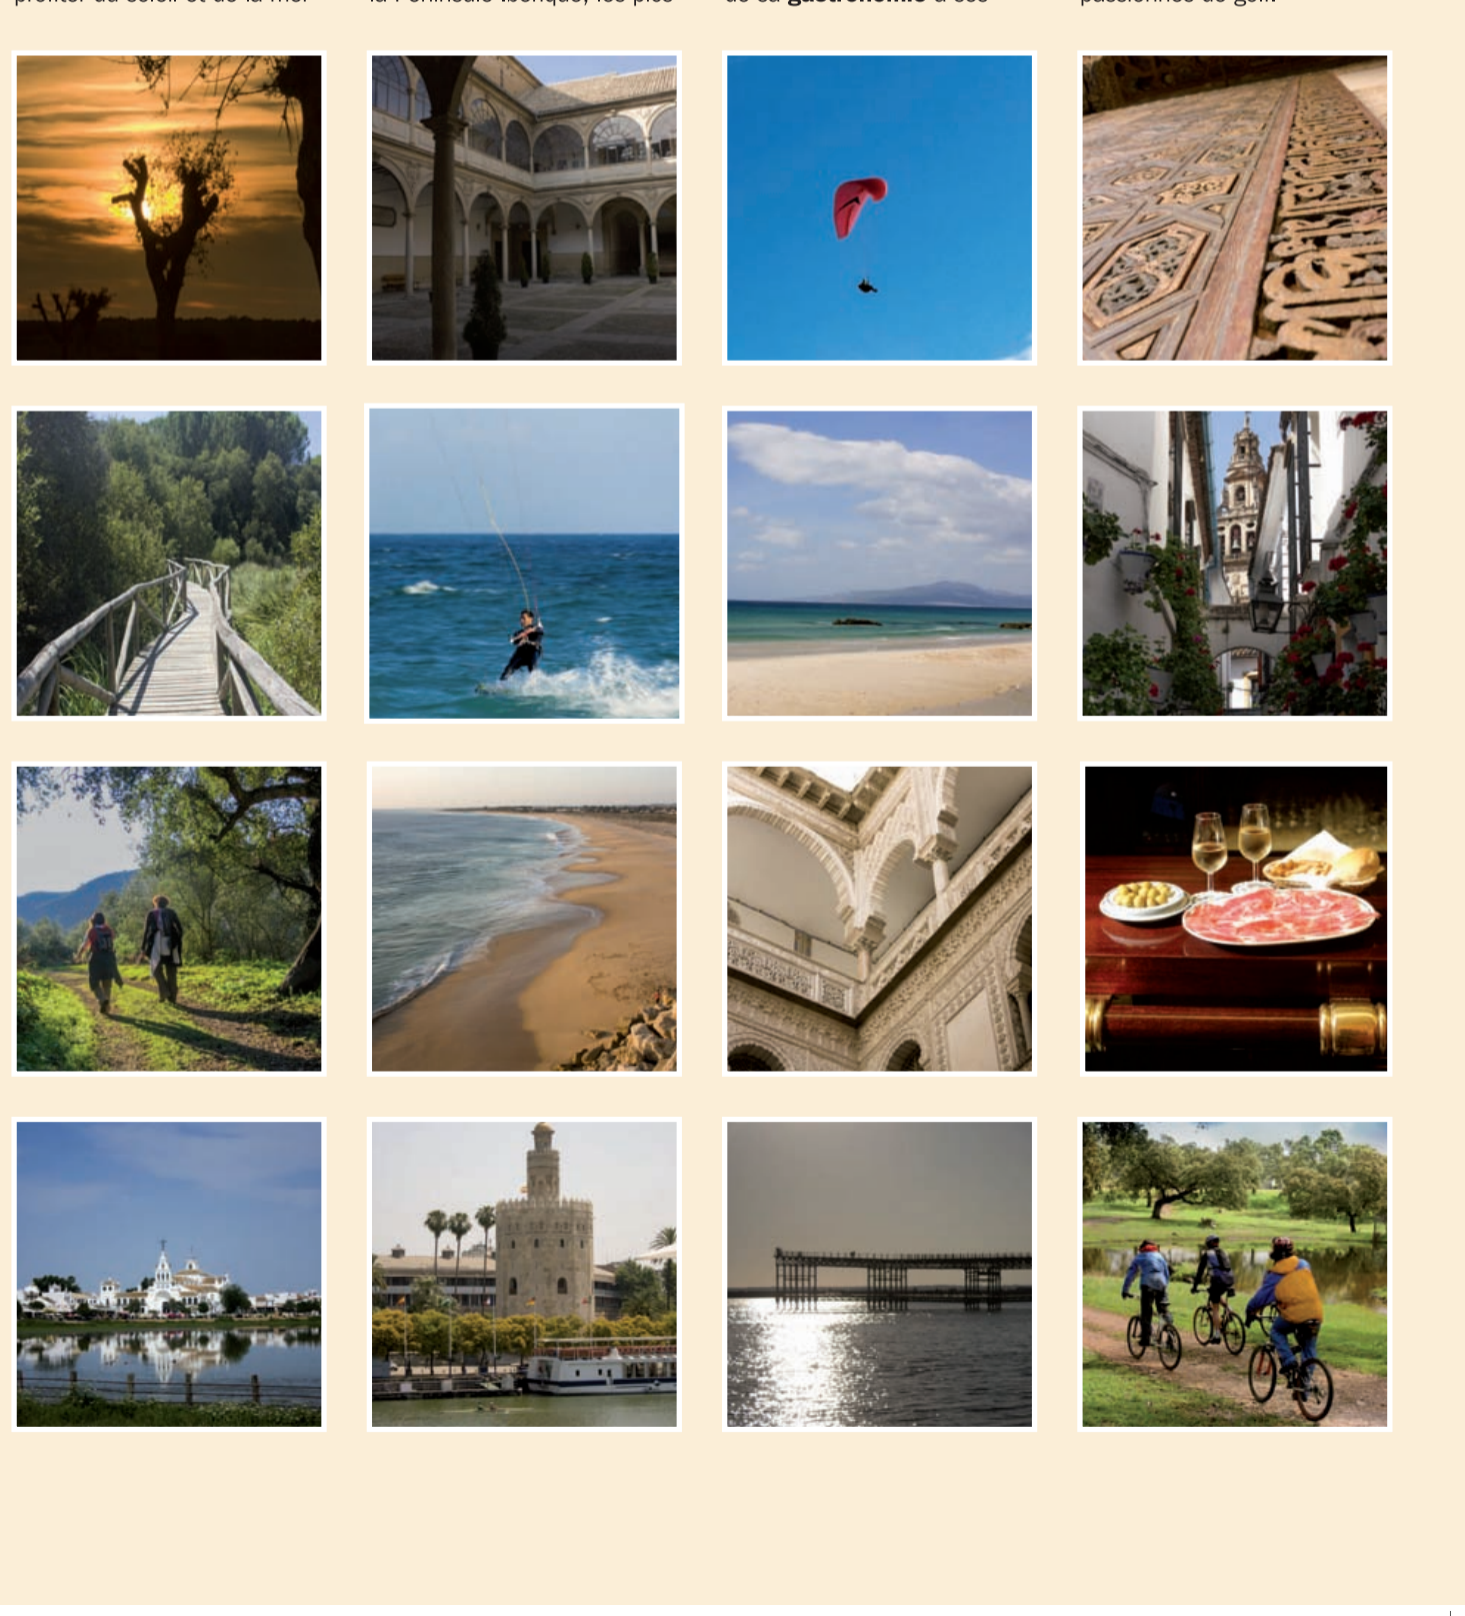 profiter du soleil et de la mer
la Péninsule Ibérique, les plus
de sa gastronomie à ses
passionnés de golf.